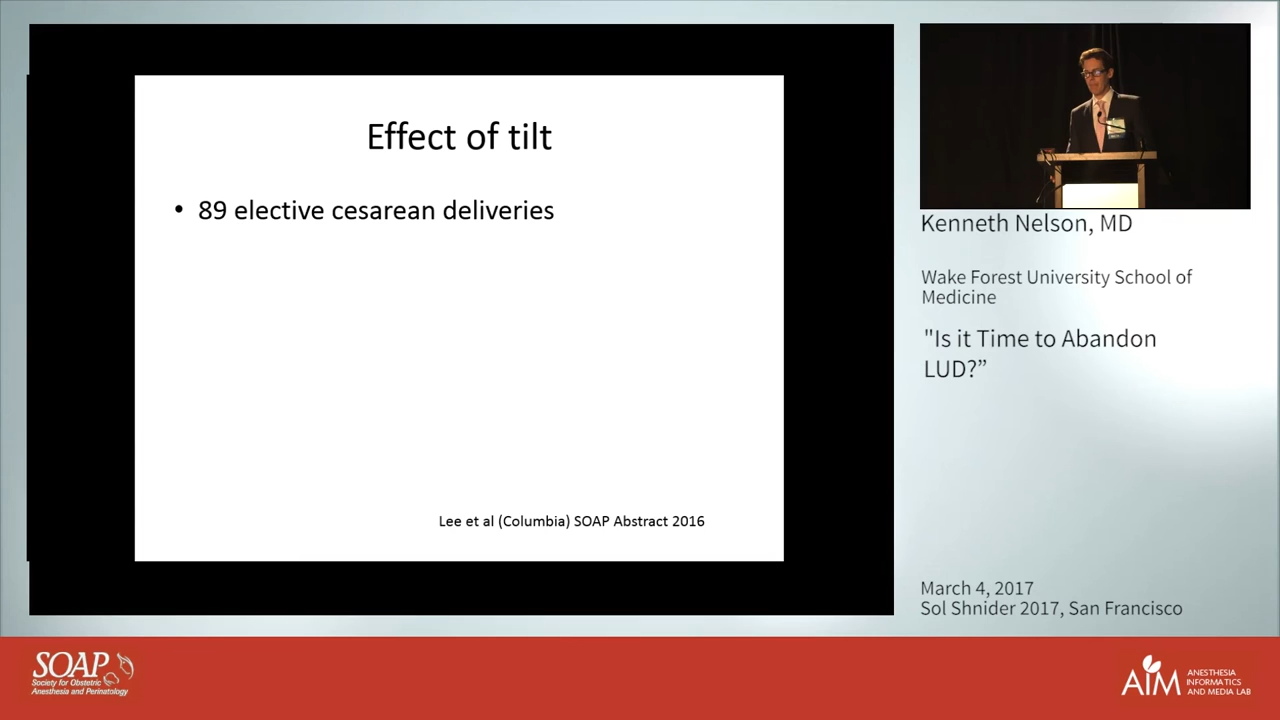 Effect of tilt
• 89 elective cesarean deliveries
Lee et al (Columbia) SOAP Abstract 2016
Kenneth Nelson, MD
Wake Forest University School of
Medicine
"Is it Time to Abandon
LUD?”
March 4, 2017
Sol Shnider 2017, San Francisco
SOAP
Society for Obstetric
Anesthesia and Perinatology
AIM
ANESTHESIA
INFORMATICS
AND MEDIA LAB